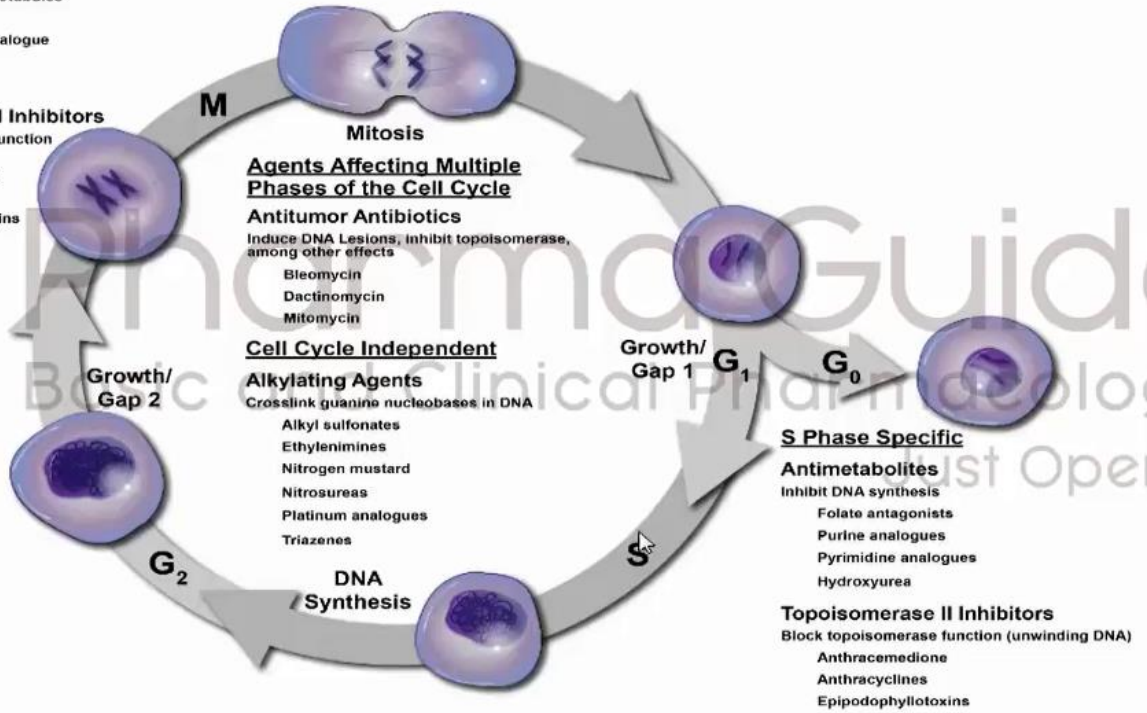 alogue
I Inhibitors
unction
ins
M
Mitosis
Agents Affecting Multiple
Phases of the Cell Cycle
Antitumor Antibiotics
Induce DNA Lesions, inhibit topoisomerase,
among other effects
Bleomycin
Dactinomycin
Mitomycin
Cell Cycle Independent
Alkylating Agents
Crosslink guanine nucleobases in DNA
Alkyl sulfonates
Ethylenimines
Nitrogen mustard
Nitrosureas
Platinum analogues
Triazenes
Growth/
Gap 1
G1
G0
Growth/
Gap 2
G2
DNA
Synthesis
S
S Phase Specific
Antimetabolites
Inhibit DNA synthesis
Folate antagonists
Purine analogues
Pyrimidine analogues
Hydroxyurea
Topoisomerase II Inhibitors
Block topoisomerase function (unwinding DNA)
Anthracemedione
Anthracyclines
Epipodophyllotoxins
PharmaGuide
Basic and Clinical Pharmacolog
Just Oper